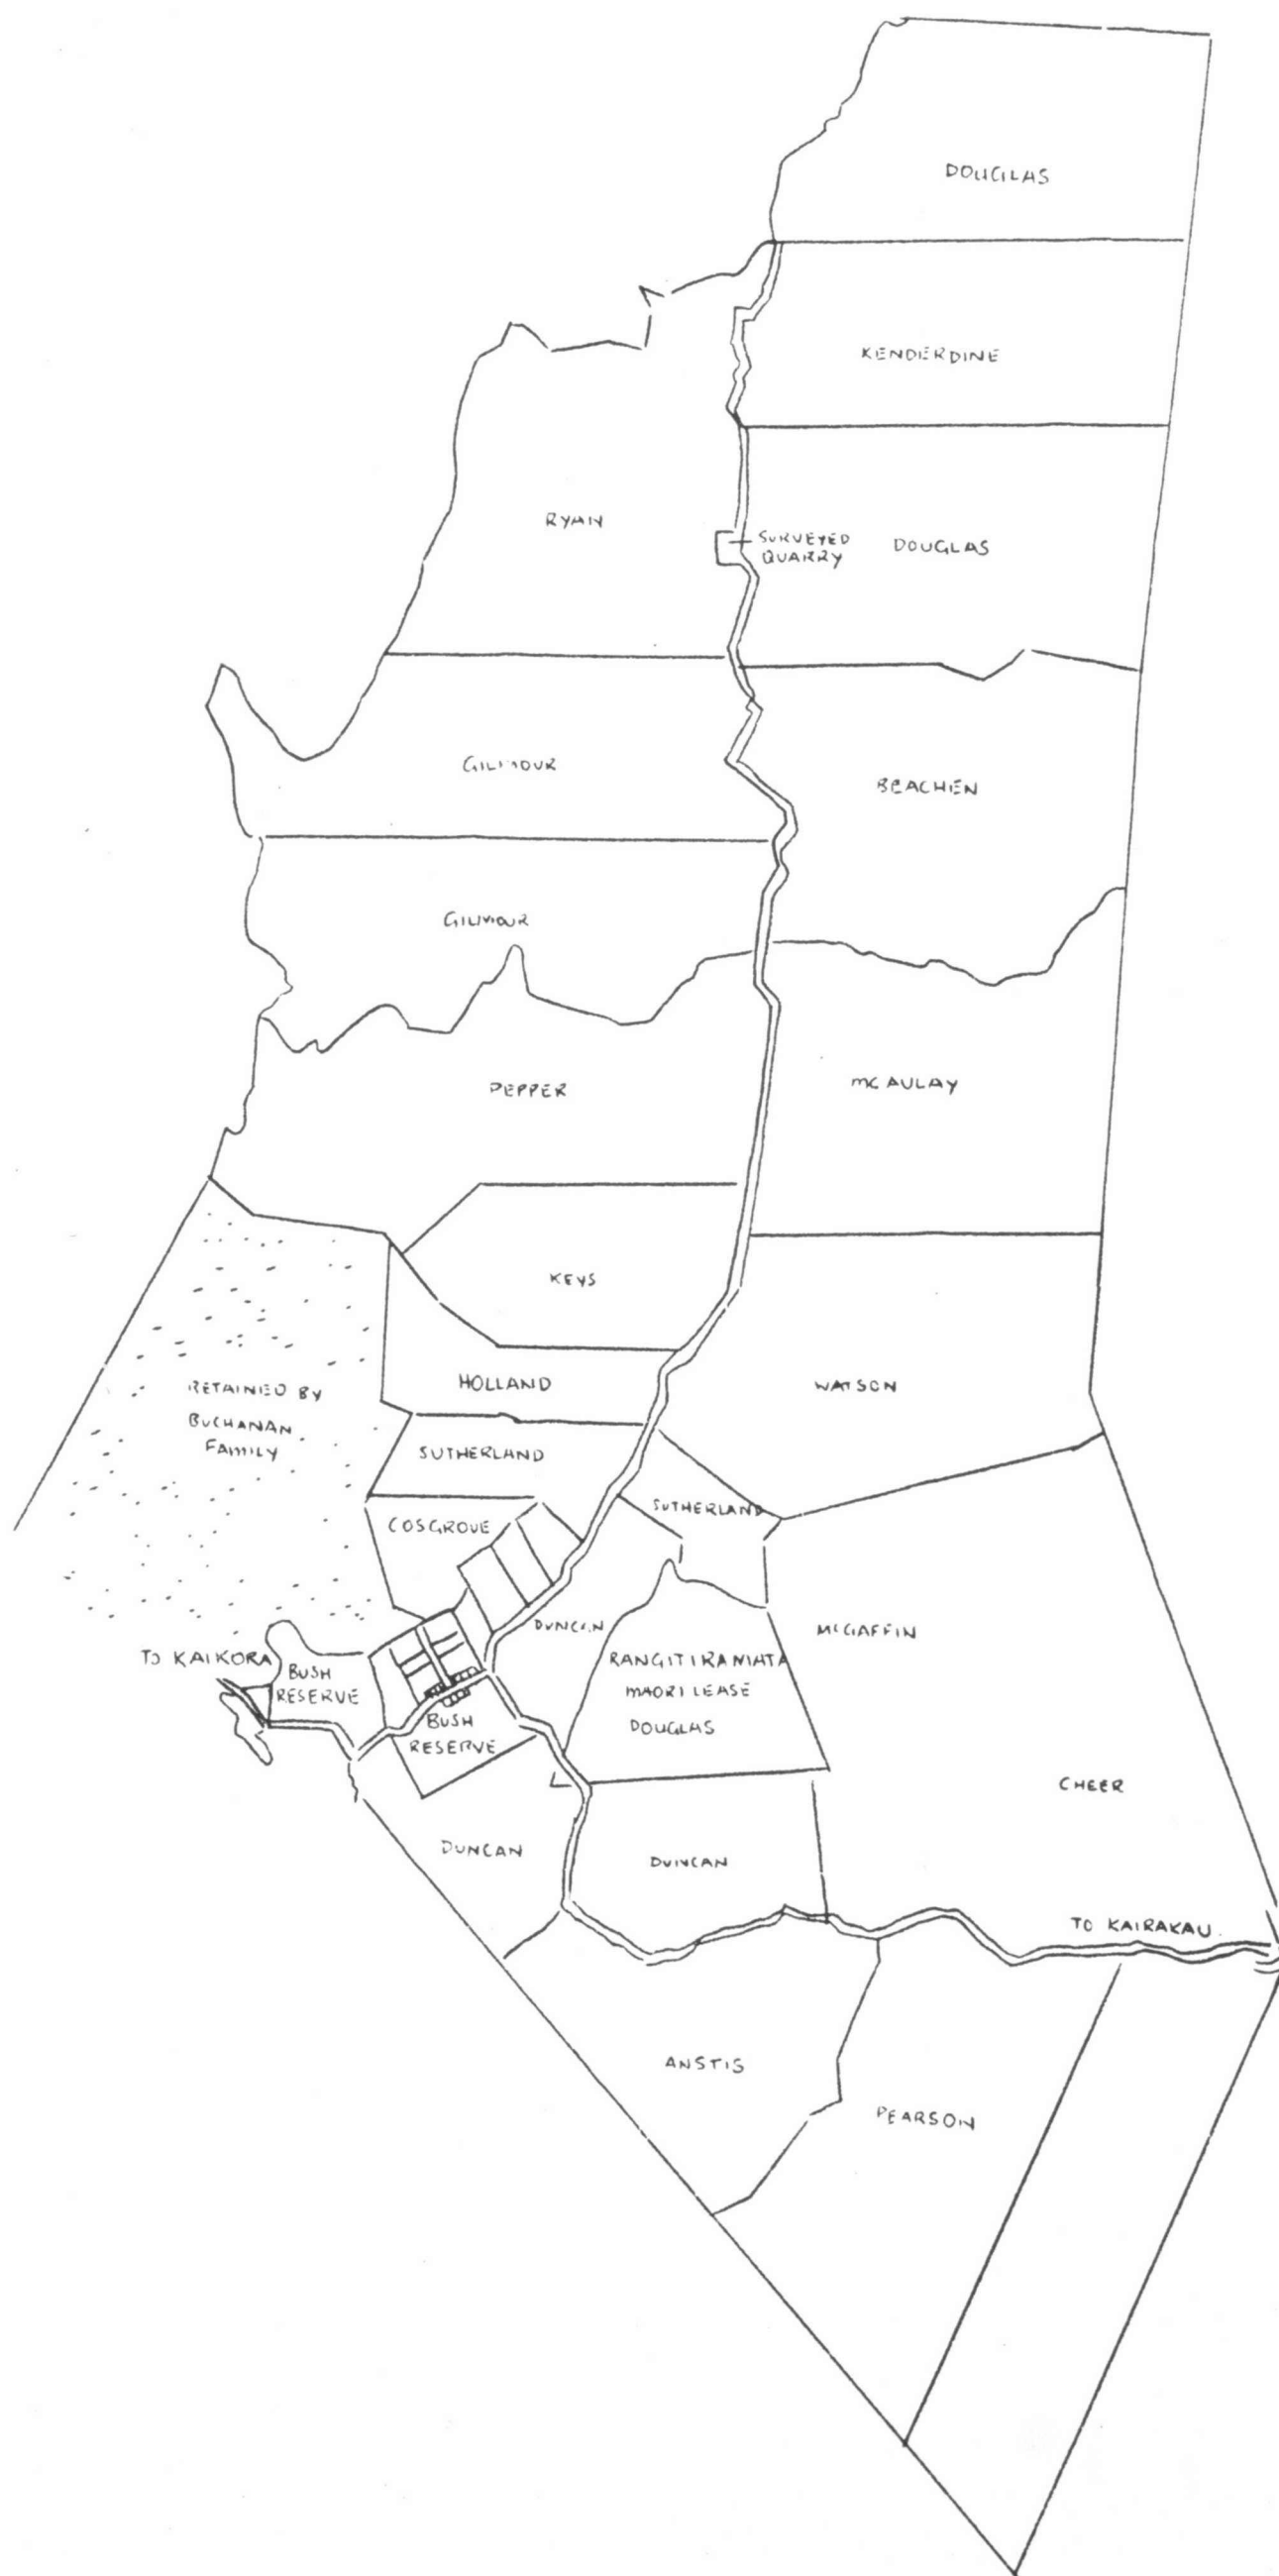 DOUGLAS
KENDERDINE
RYAN
SURVEYED
QUARRY
DOUGLAS
GILMOUR
BEACHEN
GILMOUR
PEPPER
MCAULAY
KEYS
HOLLAND
WATSON
RETAINED BY
BUCHANAN
FAMILY
SUTHERLAND
SUTHERLAND
COSGROVE
DUNCAN
MCGAFFIN
TO KAIKORA
BUSH
RESERVE
RANGITIRAMATA
MAORI LEASE
DOUGLAS
BUSH
RESERVE
CHEER
DUNCAN
DUNCAN
TO KAIRAKAU.
ANSTIS
PEARSON